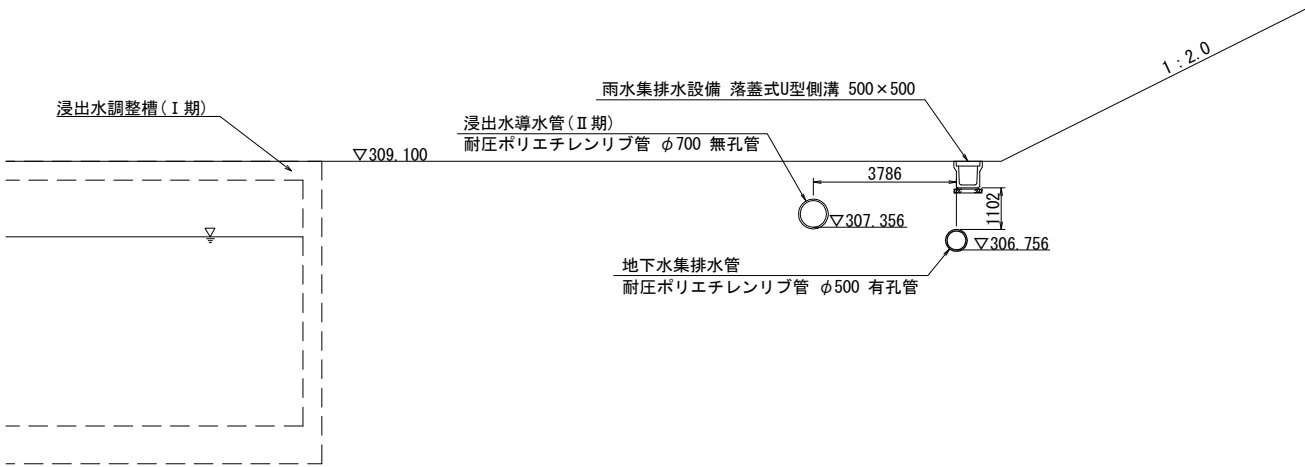 1：2.0
雨水集排水設備 落蓋式U型側溝 500×500
浸出水調整槽(Ⅰ期)
浸出水導水管(Ⅱ期)
耐圧ポリエチレンリブ管 φ700 無孔管
▽309.100
3786
1102
▽307.356
▽306.756
地下水集排水管
耐圧ポリエチレンリブ管 φ500 有孔管